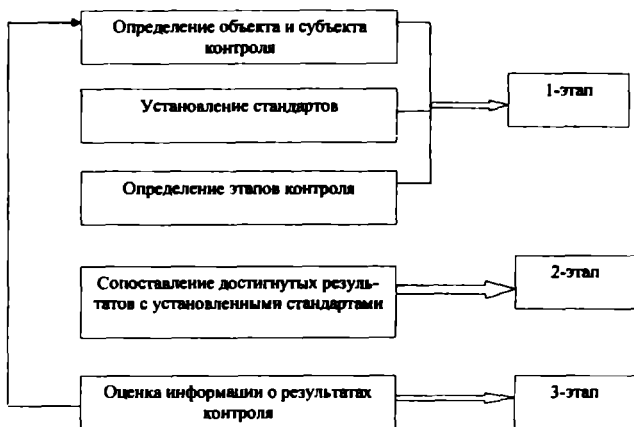 Определение объекта и субъекта
контроля
1-этап
Установление стандартов
Определение этапов контроля
Сопоставление достигнутых резуль-
татов с установленными стандартами
2-этап
Оценка информации о результатах
контроля
3-этап